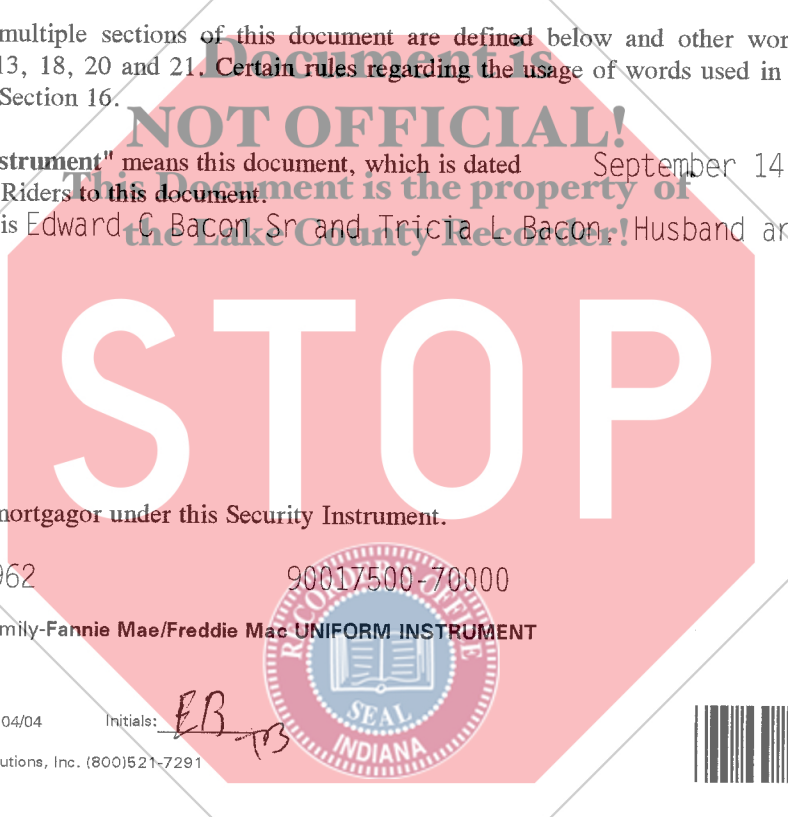 multiple sections of this document are defined below and other wor
Document is
13, 18, 20 and 21. Certain rules regarding the usage of words used in
Section 16.
NOT OFFICIAL!
strument" means this document, which is dated September 14
This Document is the property of
Riders to this document.
is Edward C Bacon Sr and Tricia L Bacon, Husband an
the Lake County Recorder!
STOP
mortgagor under this Security Instrument.
962 90017500-70000
mily-Fannie Mae/Freddie Mac UNIFORM INSTRUMENT
RECORDER'S OFFICE
SEAL
INDIANA
04/04 Initials: EB TB
utions, Inc. (800)521-7291